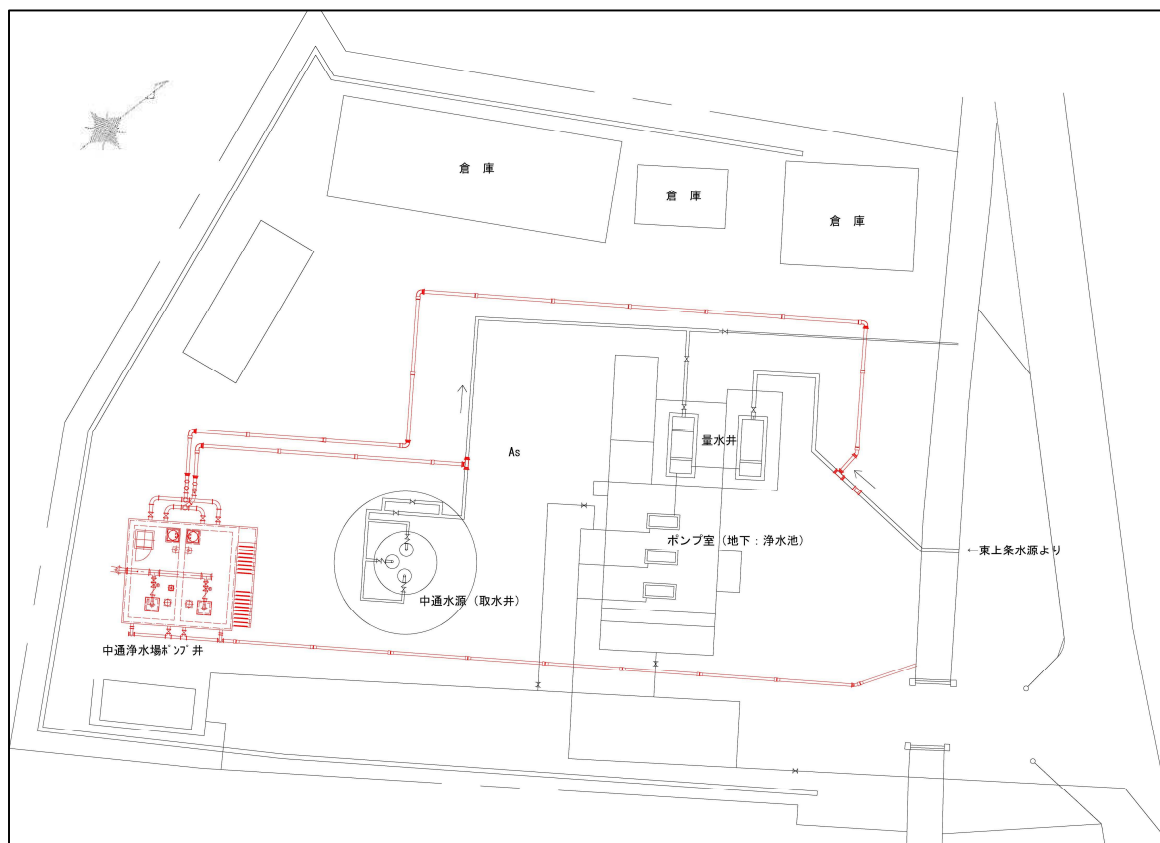 倉　庫
倉　庫
倉　庫
As
量水井
ポンプ室（地下：浄水池）
←東上条水源より
中通水源（取水井）
中通浄水場ﾎﾟﾝﾌﾟ井